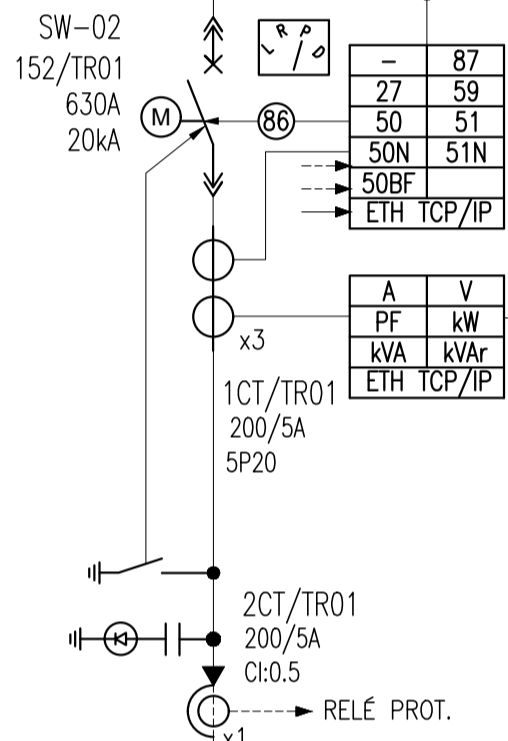 SW-02
152/TR01
630A
20kA
M
86
L R P D
– 87
27 59
50 51
50N 51N
50BF
ETH TCP/IP
A V
PF kW
kVA kVAr
ETH TCP/IP
x3
1CT/TR01
200/5A
5P20
2CT/TR01
200/5A
Cl:0.5
RELÉ PROT.
x1